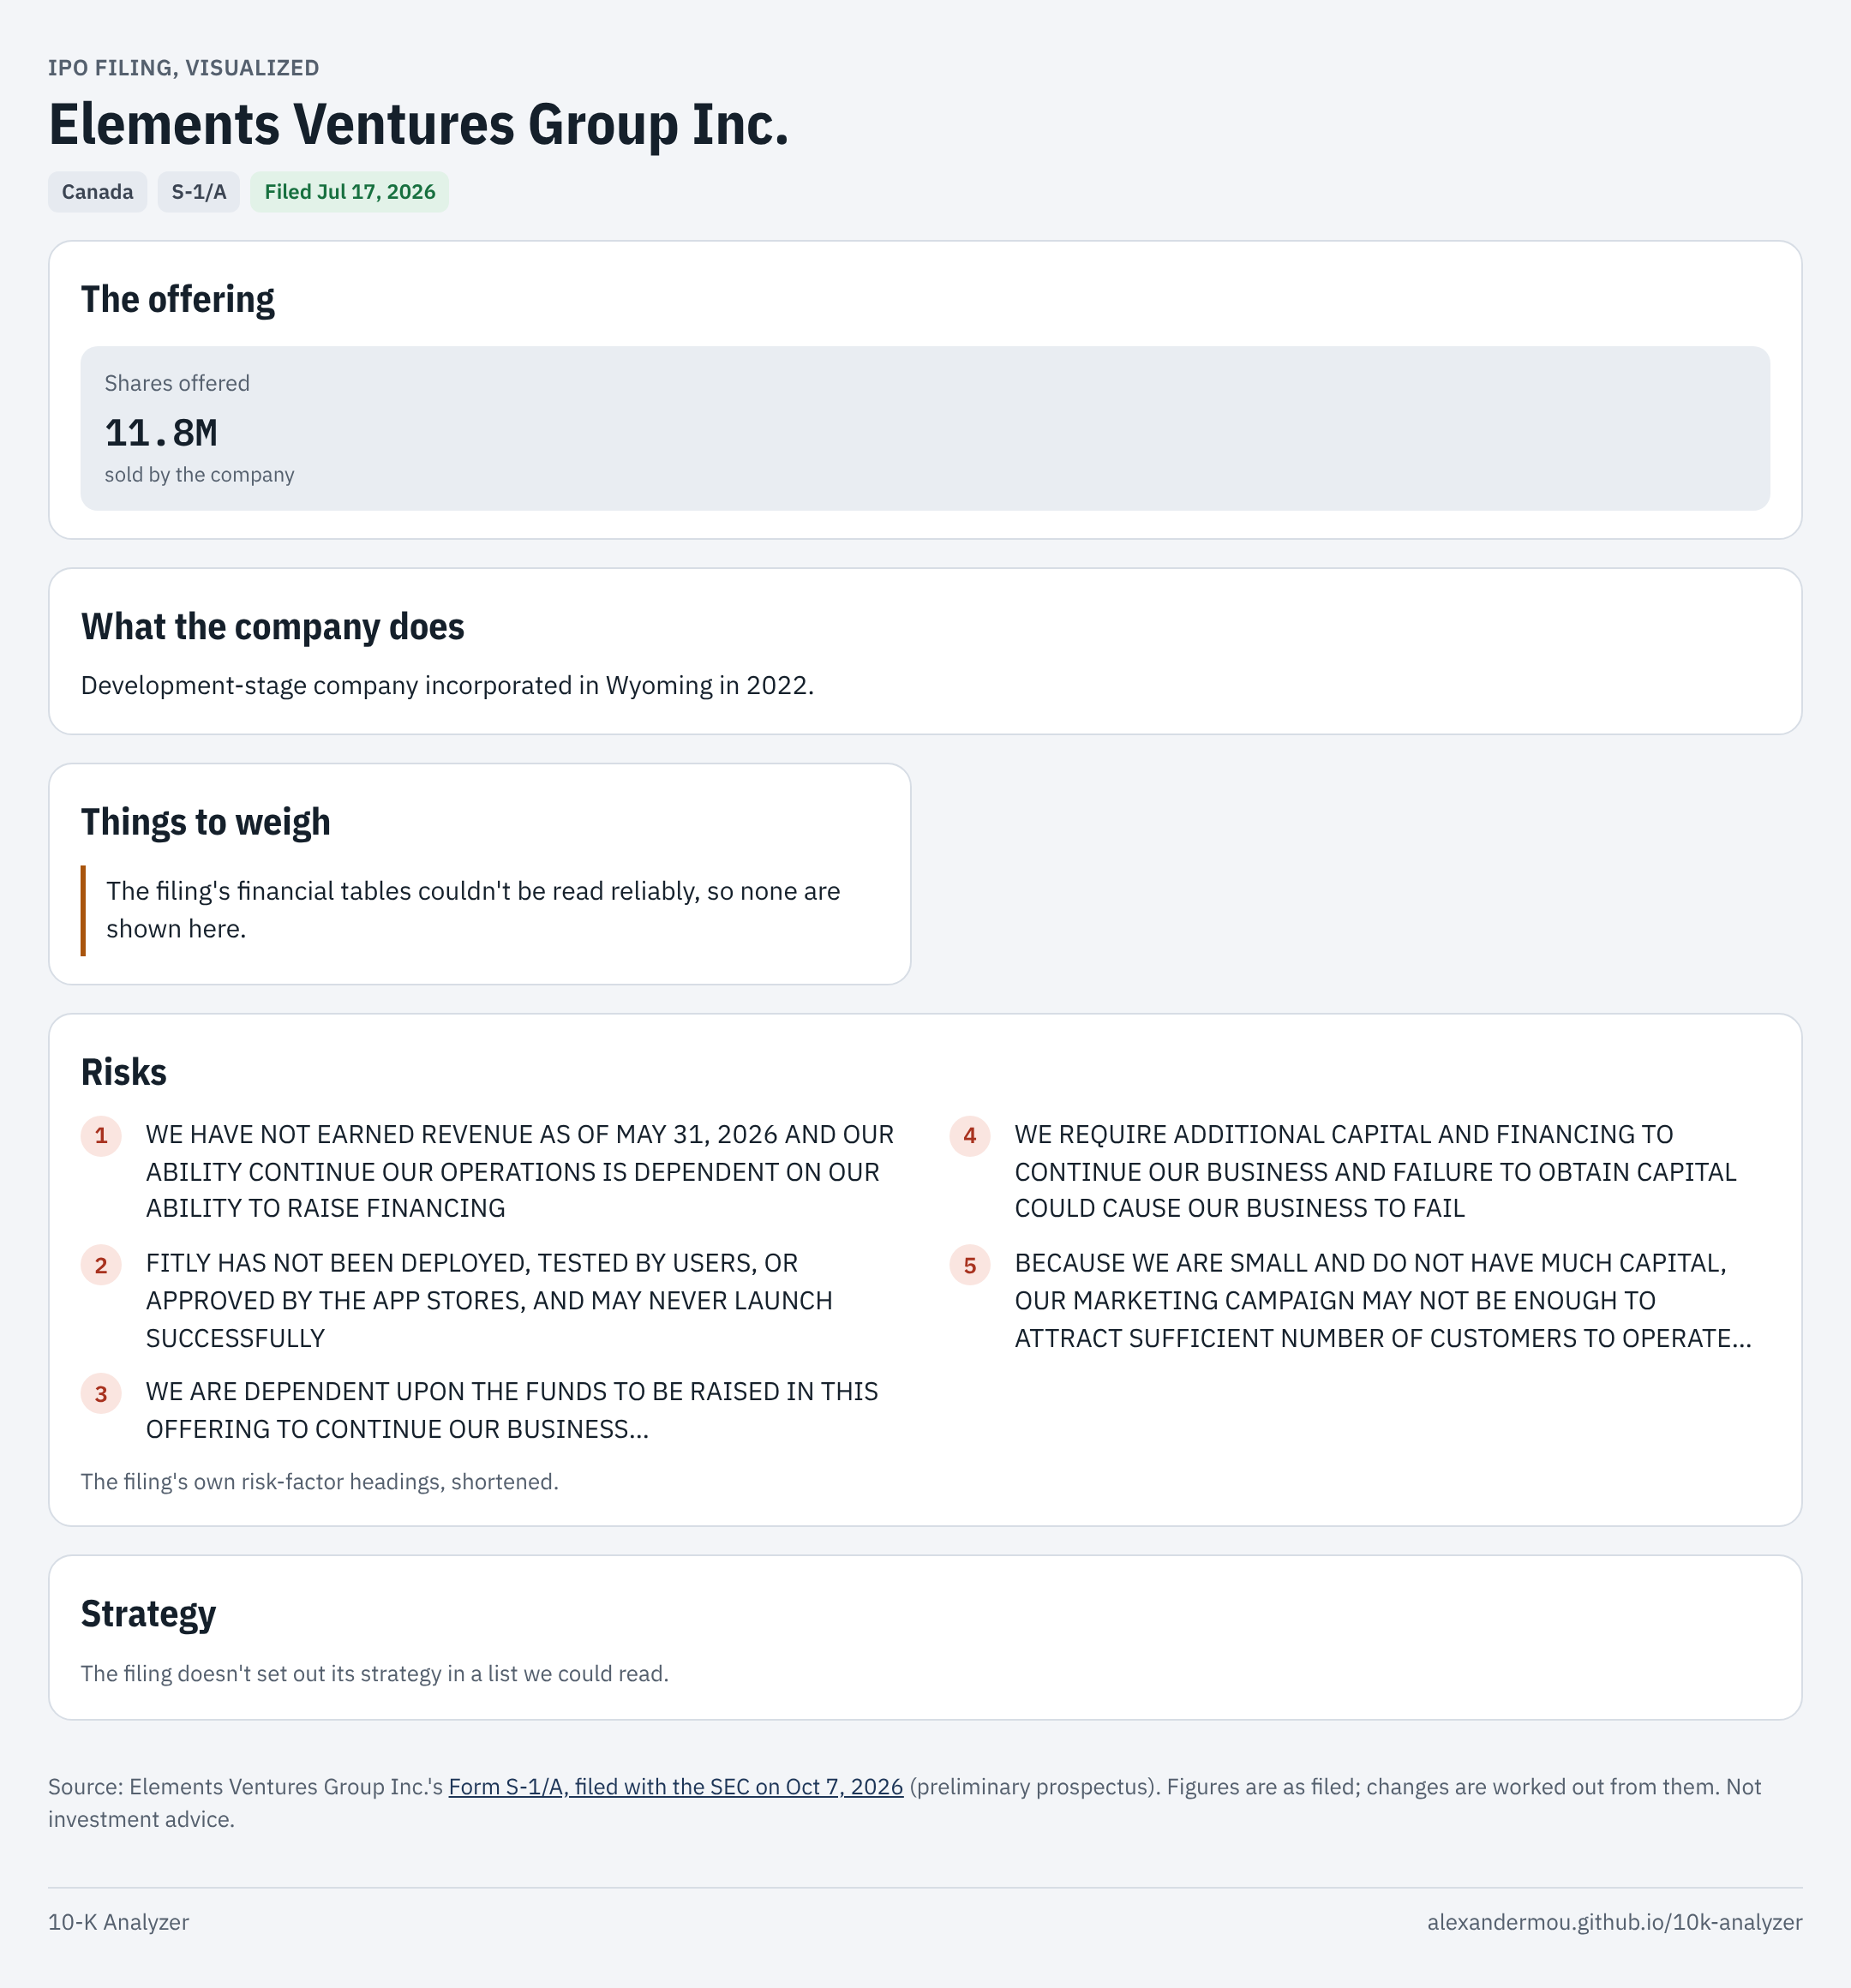 IPO FILING, VISUALIZED
Elements Ventures Group Inc.
Canada
S-1/A
Filed Jul 17, 2026
The offering
Shares offered
11.8M
sold by the company
What the company does
Development-stage company incorporated in Wyoming in 2022.
Things to weigh
The filing's financial tables couldn't be read reliably, so none are
shown here.
Risks
1 WE HAVE NOT EARNED REVENUE AS OF MAY 31, 2026 AND OUR
ABILITY CONTINUE OUR OPERATIONS IS DEPENDENT ON OUR
ABILITY TO RAISE FINANCING
2 FITLY HAS NOT BEEN DEPLOYED, TESTED BY USERS, OR
APPROVED BY THE APP STORES, AND MAY NEVER LAUNCH
SUCCESSFULLY
3 WE ARE DEPENDENT UPON THE FUNDS TO BE RAISED IN THIS
OFFERING TO CONTINUE OUR BUSINESS...
4 WE REQUIRE ADDITIONAL CAPITAL AND FINANCING TO
CONTINUE OUR BUSINESS AND FAILURE TO OBTAIN CAPITAL
COULD CAUSE OUR BUSINESS TO FAIL
5 BECAUSE WE ARE SMALL AND DO NOT HAVE MUCH CAPITAL,
OUR MARKETING CAMPAIGN MAY NOT BE ENOUGH TO
ATTRACT SUFFICIENT NUMBER OF CUSTOMERS TO OPERATE...
The filing's own risk-factor headings, shortened.
Strategy
The filing doesn't set out its strategy in a list we could read.
Source: Elements Ventures Group Inc.'s Form S-1/A, filed with the SEC on Oct 7, 2026 (preliminary prospectus). Figures are as filed; changes are worked out from them. Not
investment advice.
10-K Analyzer
alexandermou.github.io/10k-analyzer